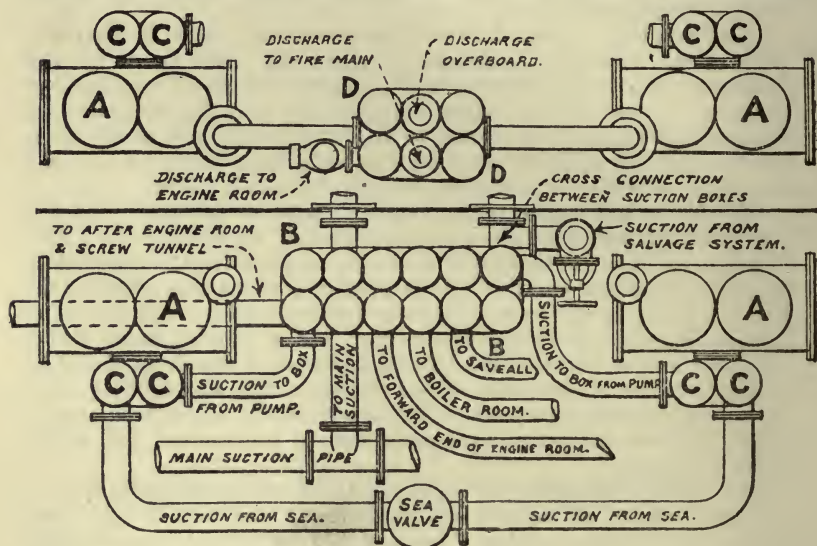 C C
C C
A
A
DISCHARGE
TO FIRE MAIN
DISCHARGE
OVERBOARD.
D
D
DISCHARGE TO
ENGINE ROOM
CROSS CONNECTION
BETWEEN SUCTION BOXES
TO AFTER ENGINE ROOM
& SCREW TUNNEL
B
SUCTION FROM
SALVAGE SYSTEM.
A
A
B
C C
C C
SUCTION TO BOX
FROM PUMP.
TO MAIN
SUCTION
TO FORWARD END OF ENGINE ROOM.
TO BOILER ROOM.
TO SAVEALL
SUCTION TO BOX FROM PUMP
MAIN SUCTION PIPE
SUCTION FROM SEA.
SEA
VALVE
SUCTION FROM SEA.